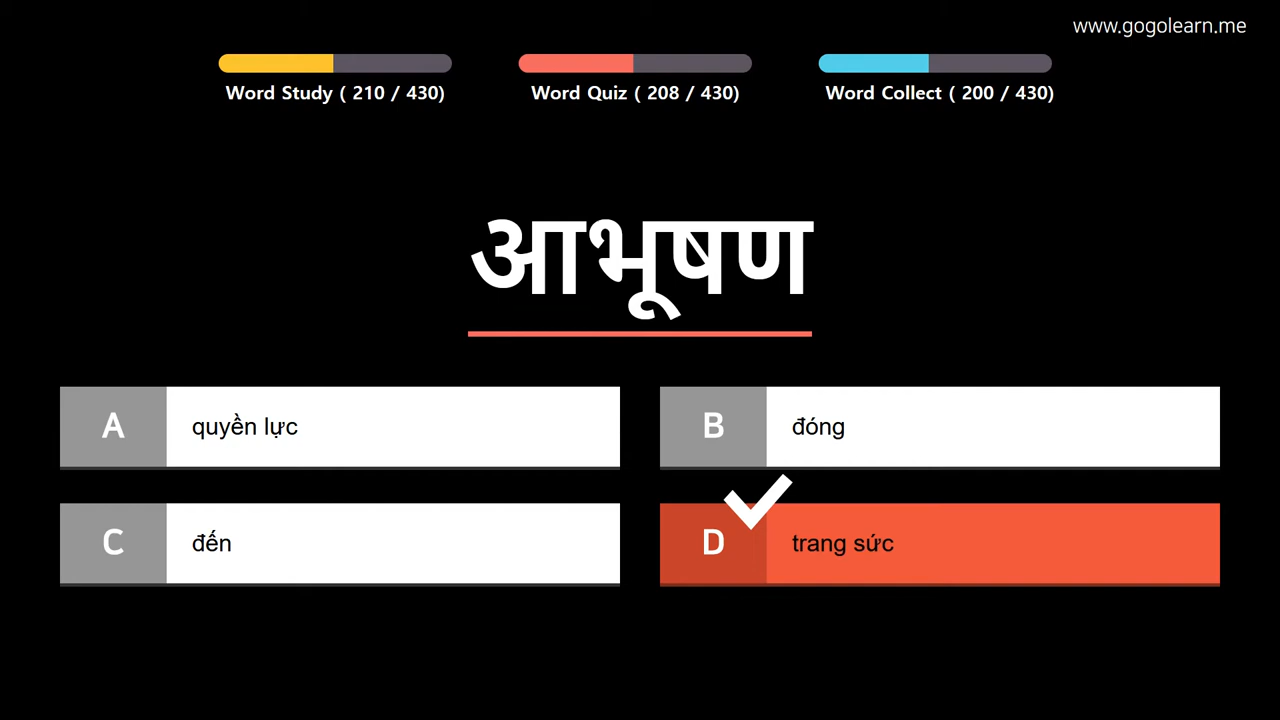 www.gogolearn.me
Word Study ( 210 / 430)
Word Quiz ( 208 / 430)
Word Collect ( 200 / 430)
आभूषण
A quyền lực
B đóng
C đến
D trang sức